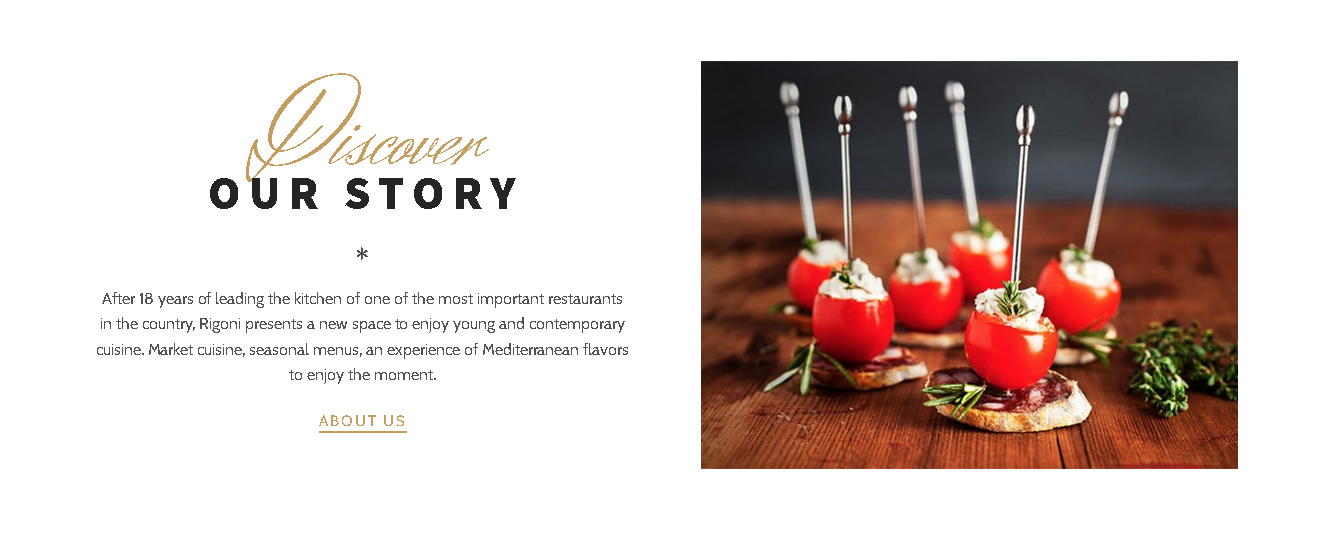 Discover
OUR STORY
*
After 18 years of leading the kitchen of one of the most important restaurants
in the country, Rigoni presents a new space to enjoy young and contemporary
cuisine. Market cuisine, seasonal menus, an experience of Mediterranean flavors
to enjoy the moment.
ABOUT US